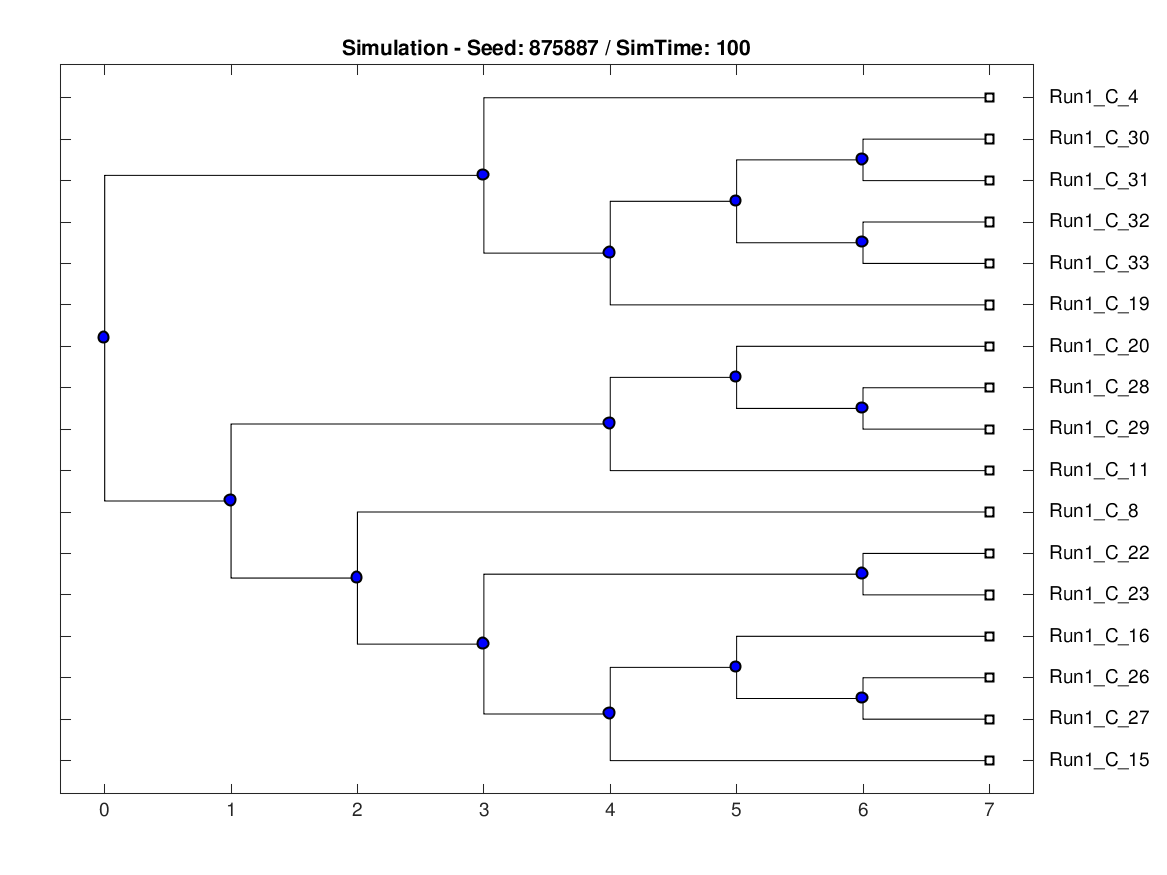 Simulation - Seed: 875887 / SimTime: 100
Run1_C_4
Run1_C_30
Run1_C_31
Run1_C_32
Run1_C_33
Run1_C_19
Run1_C_20
Run1_C_28
Run1_C_29
Run1_C_11
Run1_C_8
Run1_C_22
Run1_C_23
Run1_C_16
Run1_C_26
Run1_C_27
Run1_C_15
0 1 2 3 4 5 6 7